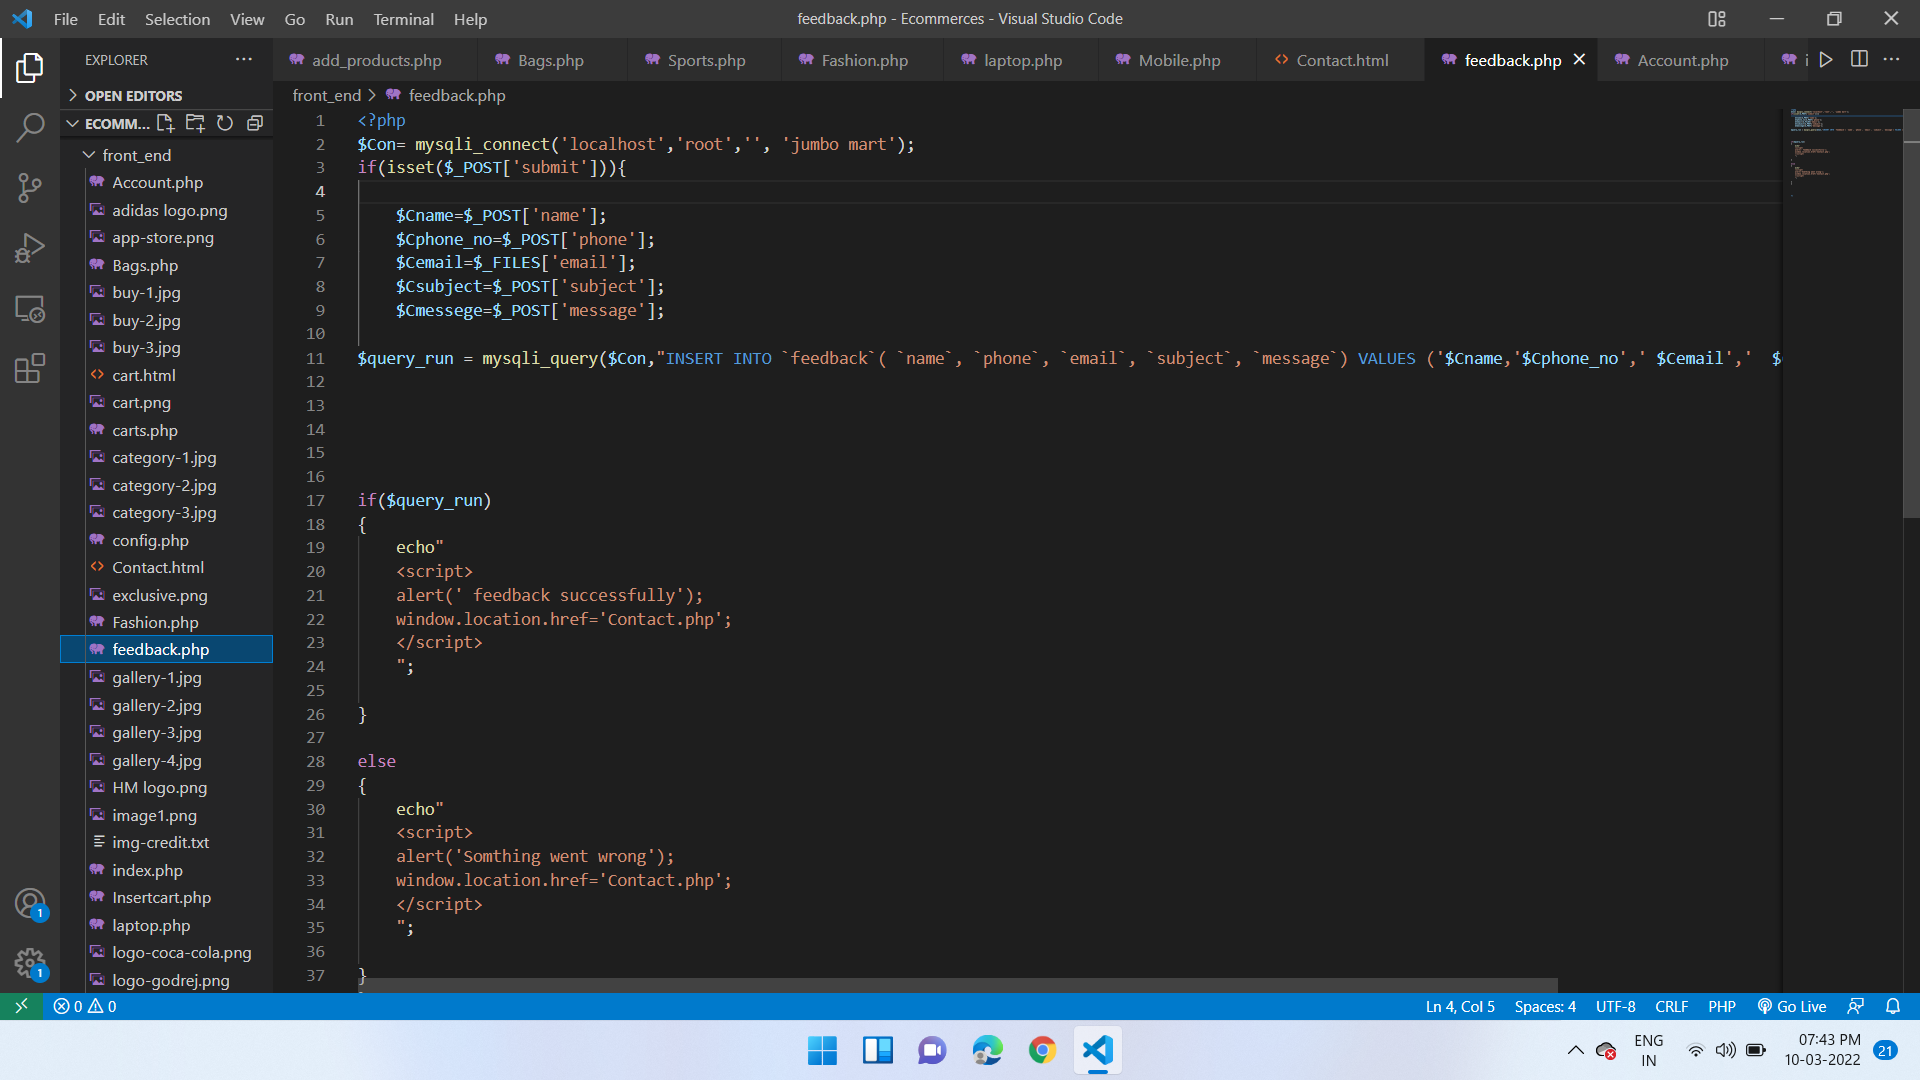 File Edit Selection View Go Run Terminal Help
feedback.php - Ecommerces - Visual Studio Code
EXPLORER
add_products.php Bags.php Sports.php Fashion.php laptop.php Mobile.php Contact.html feedback.php Account.php
OPEN EDITORS
front_end > feedback.php
ECOMM...
front_end
Account.php
adidas logo.png
app-store.png
Bags.php
buy-1.jpg
buy-2.jpg
buy-3.jpg
cart.html
cart.png
carts.php
category-1.jpg
category-2.jpg
category-3.jpg
config.php
Contact.html
exclusive.png
Fashion.php
feedback.php
gallery-1.jpg
gallery-2.jpg
gallery-3.jpg
gallery-4.jpg
HM logo.png
image1.png
img-credit.txt
index.php
Insertcart.php
laptop.php
logo-coca-cola.png
logo-godrej.png
1 <?php
2 $Con= mysqli_connect('localhost','root','', 'jumbo mart');
3 if(isset($_POST['submit'])){
4
5 $Cname=$_POST['name'];
6 $Cphone_no=$_POST['phone'];
7 $Cemail=$_FILES['email'];
8 $Csubject=$_POST['subject'];
9 $Cmessege=$_POST['message'];
10
11 $query_run = mysqli_query($Con,"INSERT INTO `feedback`( `name`, `phone`, `email`, `subject`, `message`) VALUES ('$Cname,'$Cphone_no',' $Cemail','  $
12
13
14
15
16
17 if($query_run)
18 {
19 echo"
20 <script>
21 alert(' feedback successfully');
22 window.location.href='Contact.php';
23 </script>
24 ";
25
26 }
27
28 else
29 {
30 echo"
31 <script>
32 alert('Somthing went wrong');
33 window.location.href='Contact.php';
34 </script>
35 ";
36
37 }
1
1
0 0 Ln 4, Col 5 Spaces: 4 UTF-8 CRLF PHP Go Live
ENG
IN
07:43 PM
10-03-2022
21